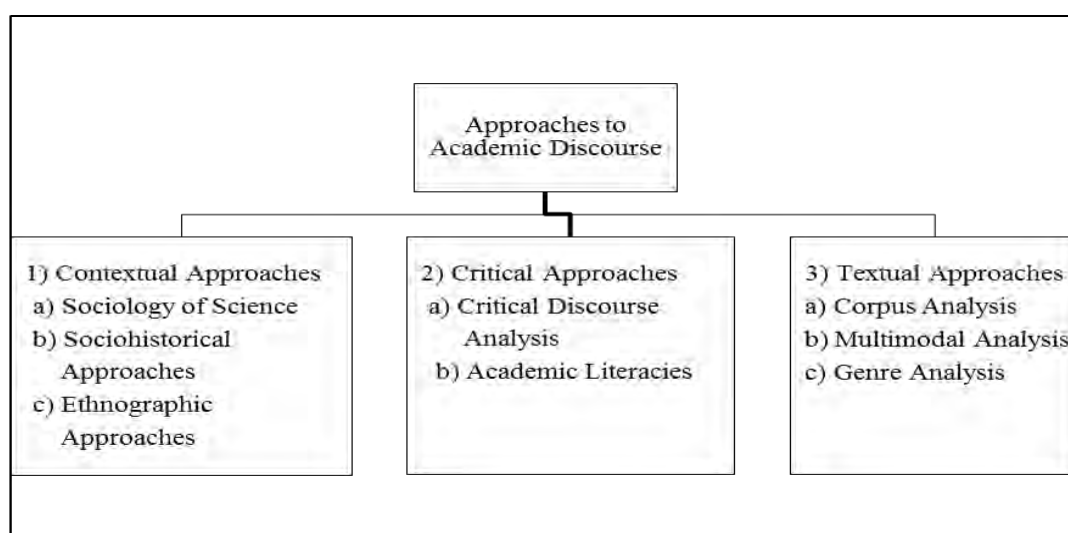 Approaches to
Academic Discourse
1) Contextual Approaches
a) Sociology of Science
b) Sociohistorical
Approaches
c) Ethnographic
Approaches
2) Critical Approaches
a) Critical Discourse
Analysis
b) Academic Literacies
3) Textual Approaches
a) Corpus Analysis
b) Multimodal Analysis
c) Genre Analysis